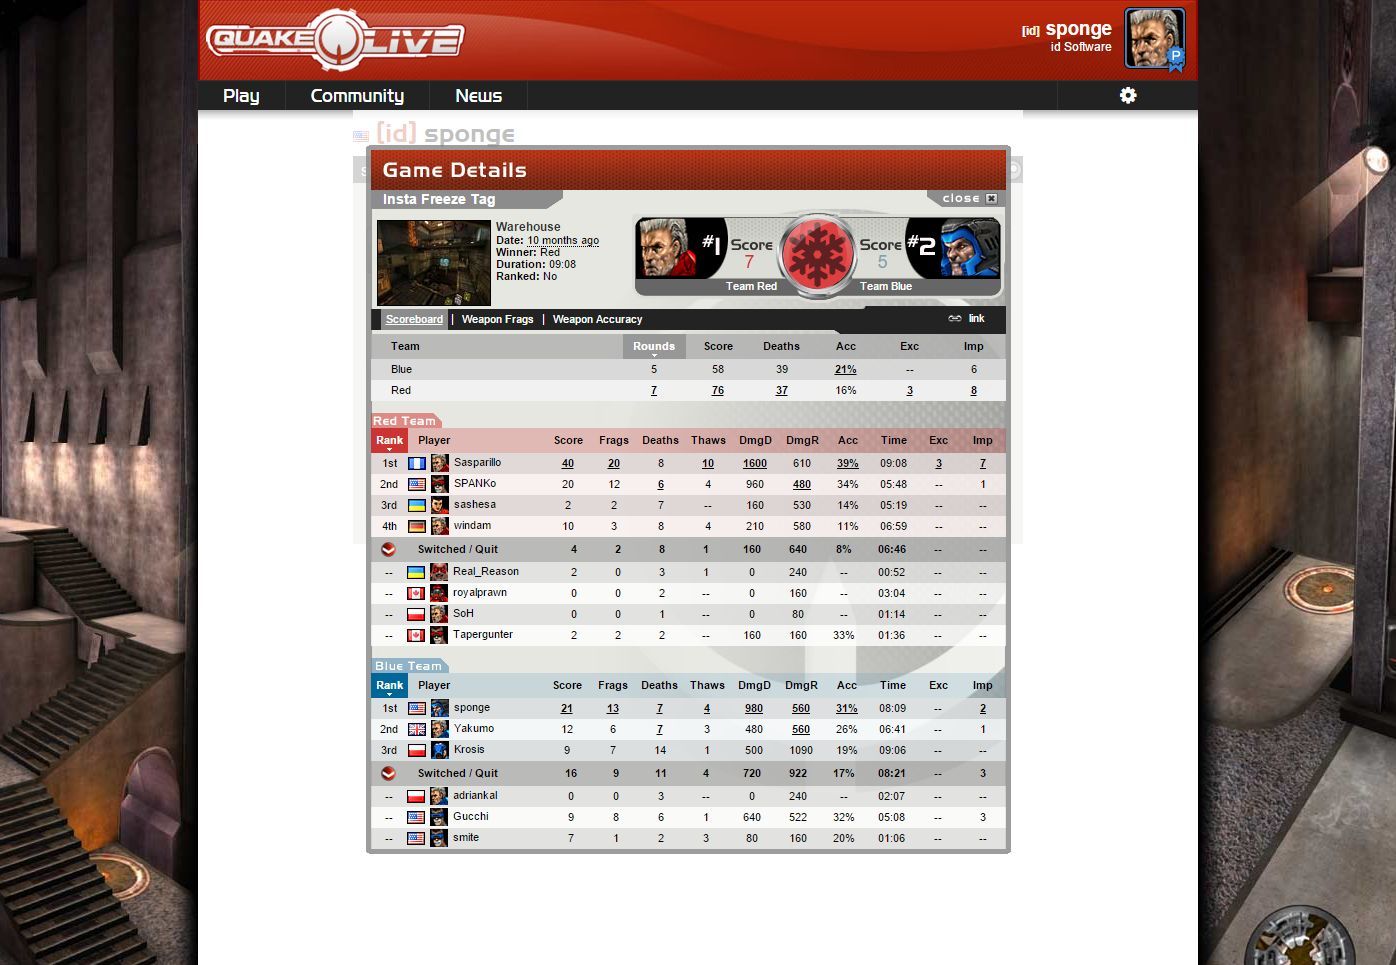 QUAKE LIVE
[id] sponge
id Software
P
Play Community News
[id] sponge
Game Details
Insta Freeze Tag
close
Warehouse
Date: 10 months ago
Winner: Red
Duration: 09:08
Ranked: No
#1 Score 7 Team Red
Score 5 #2 Team Blue
Scoreboard | Weapon Frags | Weapon Accuracy
link
Team Rounds Score Deaths Acc Exc Imp
Blue 5 58 39 21% -- 6
Red 7 76 37 16% 3 8
Red Team
Rank Player Score Frags Deaths Thaws DmgD DmgR Acc Time Exc Imp
1st Sasparillo 40 20 8 10 1600 610 39% 09:08 3 7
2nd SPANKo 20 12 6 4 960 480 34% 05:48 -- 1
3rd sashesa 2 2 7 -- 160 530 14% 05:19 -- --
4th windam 10 3 8 4 210 580 11% 06:59 -- --
Switched / Quit 4 2 8 1 160 640 8% 06:46 -- --
-- Real_Reason 2 0 3 1 0 240 -- 00:52 -- --
-- royalprawn 0 0 2 -- 0 160 -- 03:04 -- --
-- SoH 0 0 1 -- 0 80 -- 01:14 -- --
-- Tapergunter 2 2 2 -- 160 160 33% 01:36 -- --
Blue Team
Rank Player Score Frags Deaths Thaws DmgD DmgR Acc Time Exc Imp
1st sponge 21 13 7 4 980 560 31% 08:09 -- 2
2nd Yakumo 12 6 7 3 480 560 26% 06:41 -- 1
3rd Krosis 9 7 14 1 500 1090 19% 09:06 -- --
Switched / Quit 16 9 11 4 720 922 17% 08:21 -- 3
-- adriankal 0 0 3 -- 0 240 -- 02:07 -- --
-- Gucchi 9 8 6 1 640 522 32% 05:08 -- 3
-- smite 7 1 2 3 80 160 20% 01:06 -- --